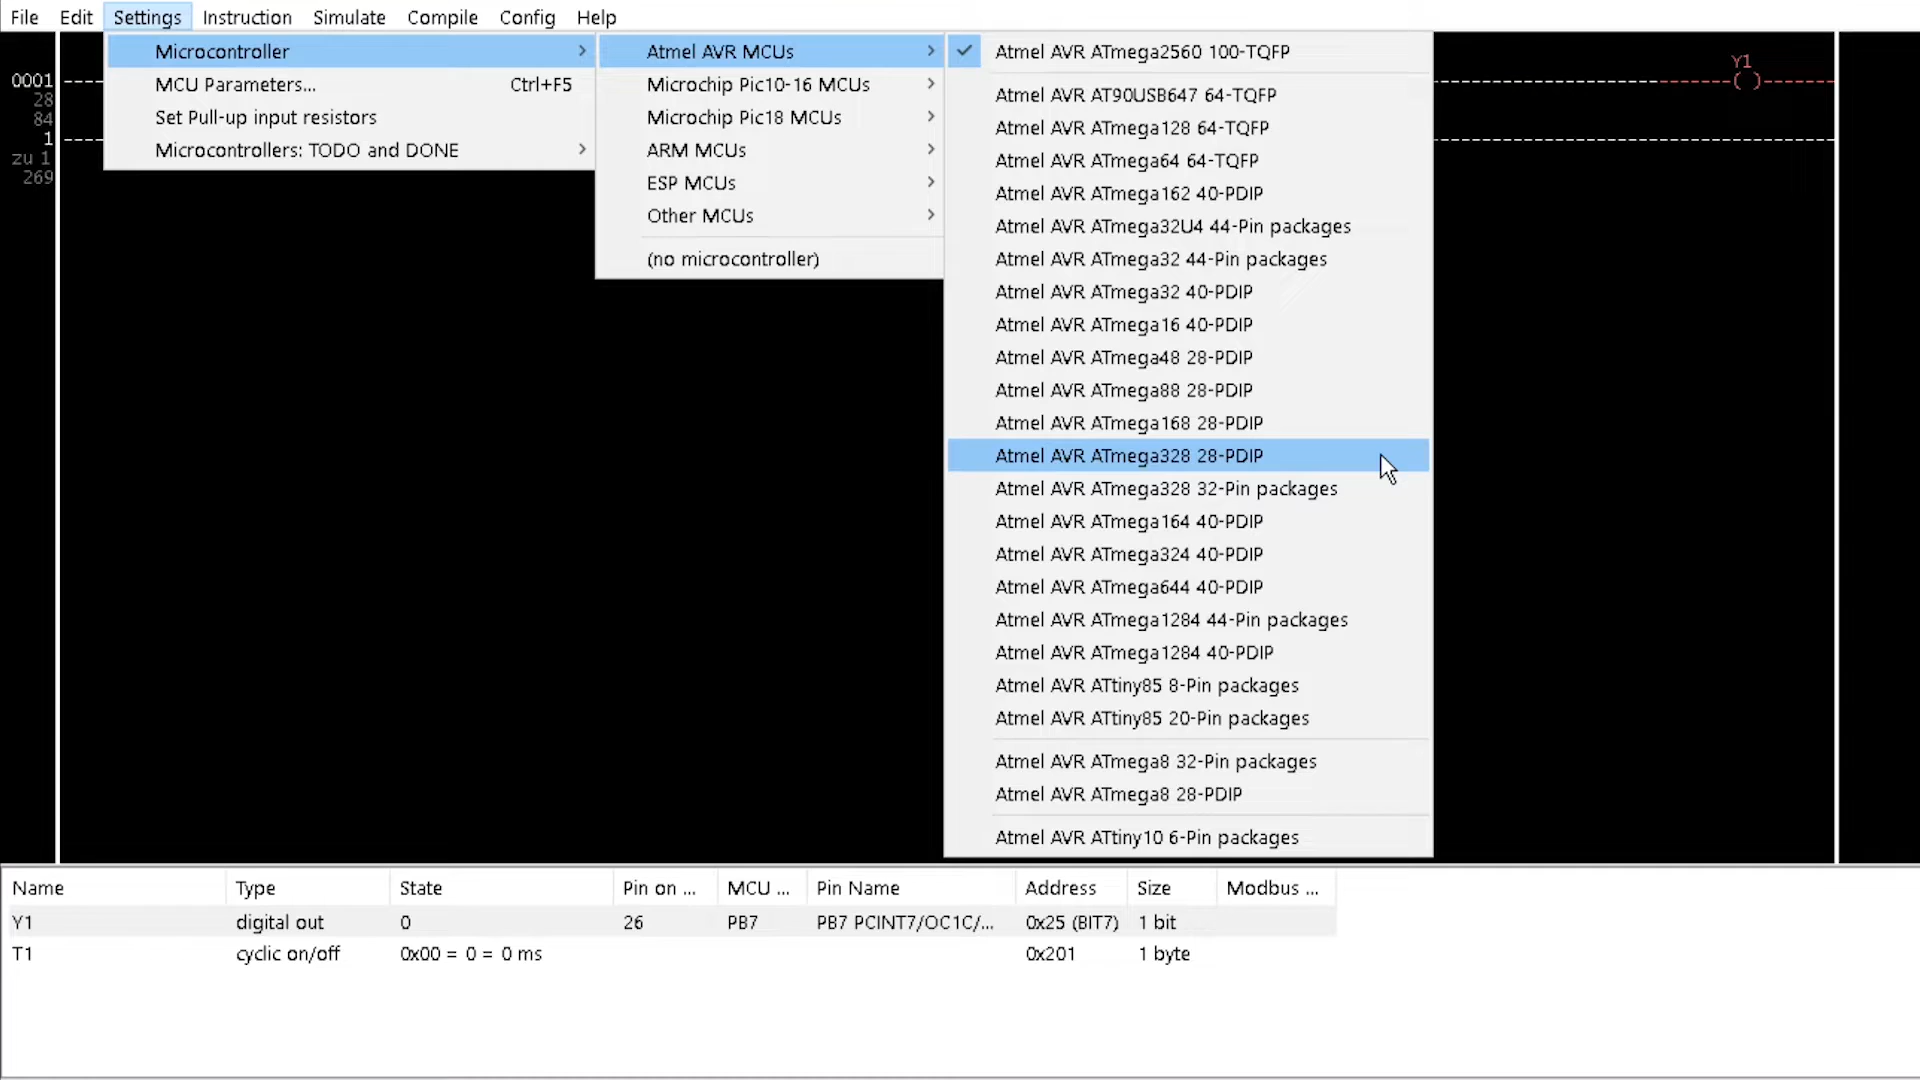 File Edit Settings Instruction Simulate Compile Config Help
Microcontroller
MCU Parameters... Ctrl+F5
Set Pull-up input resistors
Microcontrollers: TODO and DONE
Atmel AVR MCUs
Microchip Pic10-16 MCUs
Microchip Pic18 MCUs
ARM MCUs
ESP MCUs
Other MCUs
(no microcontroller)
Atmel AVR ATmega2560 100-TQFP
Atmel AVR AT90USB647 64-TQFP
Atmel AVR ATmega128 64-TQFP
Atmel AVR ATmega64 64-TQFP
Atmel AVR ATmega162 40-PDIP
Atmel AVR ATmega32U4 44-Pin packages
Atmel AVR ATmega32 44-Pin packages
Atmel AVR ATmega32 40-PDIP
Atmel AVR ATmega16 40-PDIP
Atmel AVR ATmega48 28-PDIP
Atmel AVR ATmega88 28-PDIP
Atmel AVR ATmega168 28-PDIP
Atmel AVR ATmega328 28-PDIP
Atmel AVR ATmega328 32-Pin packages
Atmel AVR ATmega164 40-PDIP
Atmel AVR ATmega324 40-PDIP
Atmel AVR ATmega644 40-PDIP
Atmel AVR ATmega1284 44-Pin packages
Atmel AVR ATmega1284 40-PDIP
Atmel AVR ATtiny85 8-Pin packages
Atmel AVR ATtiny85 20-Pin packages
Atmel AVR ATmega8 32-Pin packages
Atmel AVR ATmega8 28-PDIP
Atmel AVR ATtiny10 6-Pin packages
0001
28
84
1
zu 1
269
Y1
( )
Name Type State Pin on ... MCU ... Pin Name Address Size Modbus ...
Y1 digital out 0 26 PB7 PB7 PCINT7/OC1C/... 0x25 (BIT7) 1 bit
T1 cyclic on/off 0x00 = 0 = 0 ms 0x201 1 byte